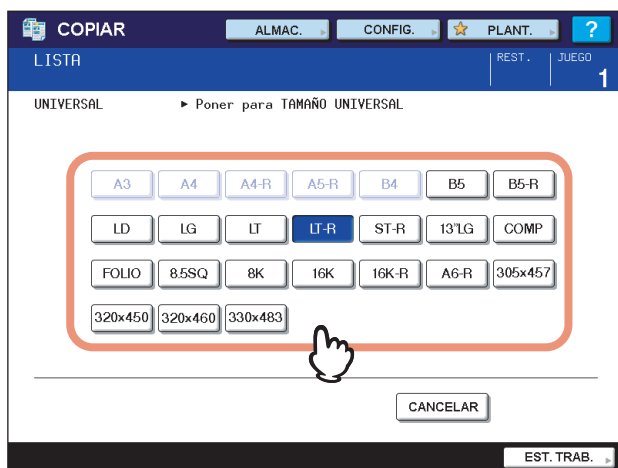 COPIAR ALMAC. CONFIG. PLANT. ?
LISTA REST. JUEGO
1
UNIVERSAL ► Poner para TAMAÑO UNIVERSAL
A3 A4 A4-R A5-R B4 B5 B5-R
LD LG LT LT-R ST-R 13"LG COMP
FOLIO 8.5SQ 8K 16K 16K-R A6-R 305x457
320x450 320x460 330x483
CANCELAR
EST. TRAB.